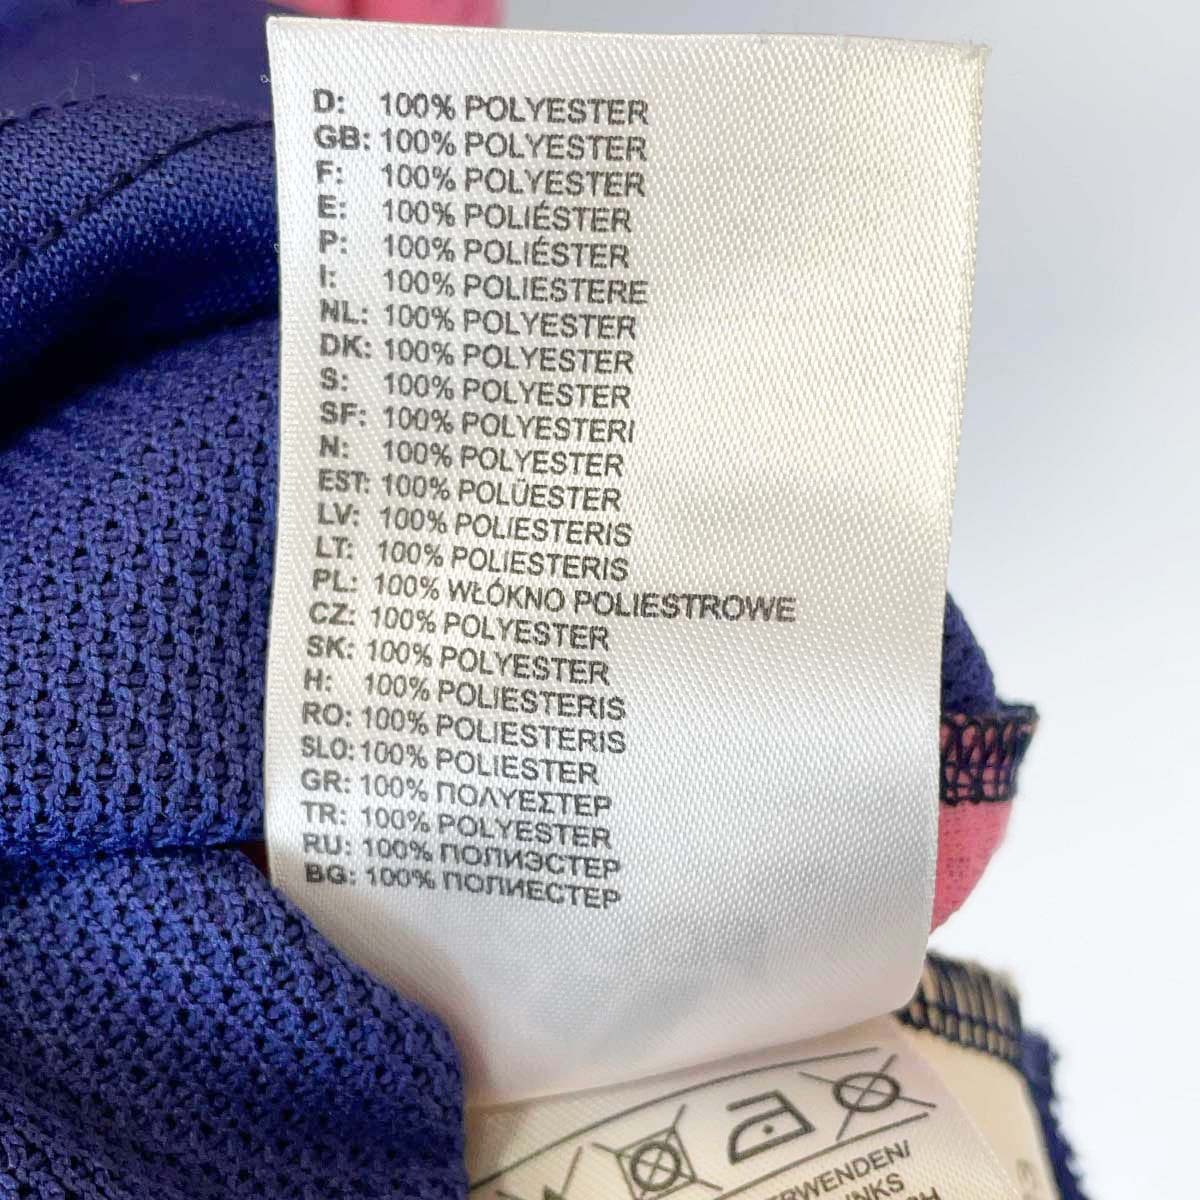 D: 100% POLYESTER
GB: 100% POLYESTER
F: 100% POLYESTER
E: 100% POLIÉSTER
P: 100% POLIÉSTER
I: 100% POLIESTERE
NL: 100% POLYESTER
DK: 100% POLYESTER
S: 100% POLYESTER
SF: 100% POLYESTERI
N: 100% POLYESTER
EST: 100% POLÜESTER
LV: 100% POLIESTERIS
LT: 100% POLIESTERIS
PL: 100% WŁÓKNO POLIESTROWE
CZ: 100% POLYESTER
SK: 100% POLYESTER
H: 100% POLIESTERIS
RO: 100% POLIESTERIS
SLO: 100% POLIESTER
GR: 100% ΠΟΛΥΕΣΤΕΡ
TR: 100% POLYESTER
RU: 100% ПОЛИЭСТЕР
BG: 100% ПОЛИЕСТЕР